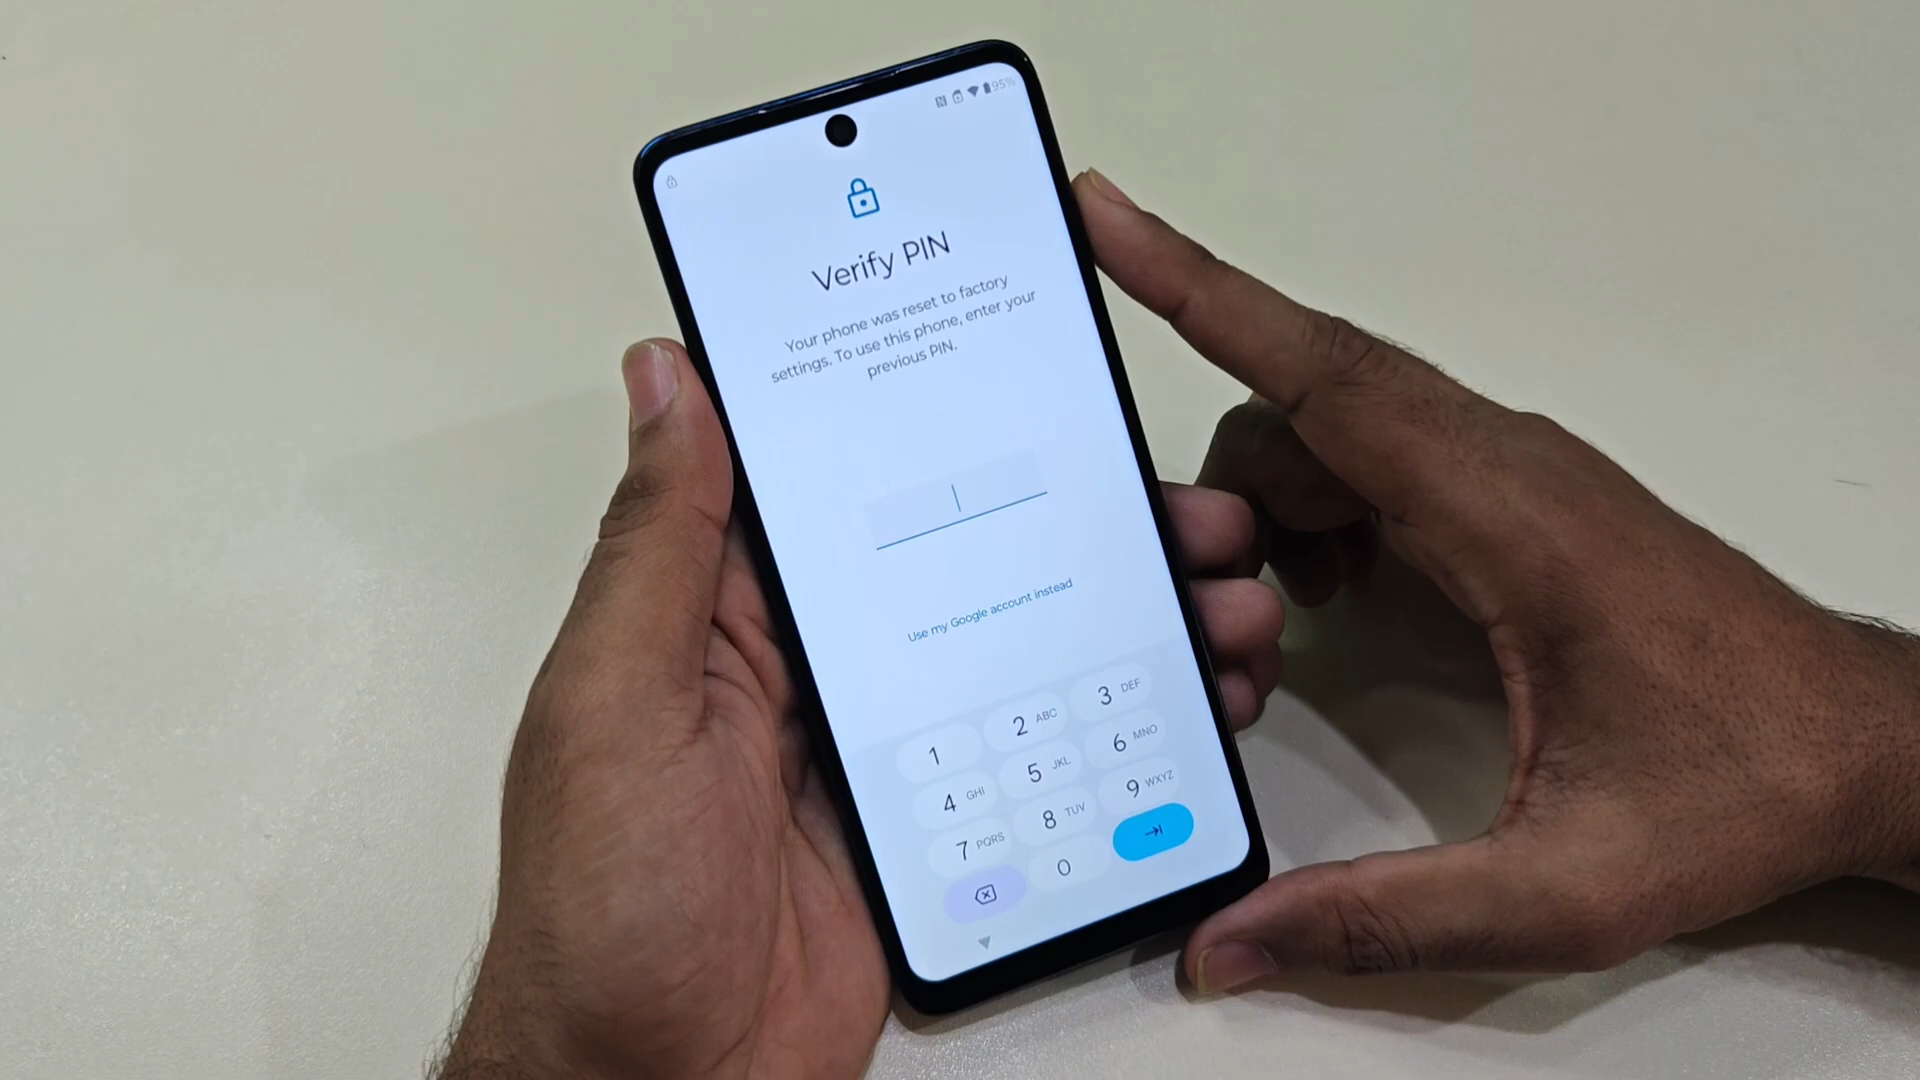 95%
Verify PIN
Your phone was reset to factory
settings. To use this phone, enter your
previous PIN.
Use my Google account instead
1 2 ABC 3 DEF
4 GHI 5 JKL 6 MNO
7 PQRS 8 TUV 9 WXYZ
0